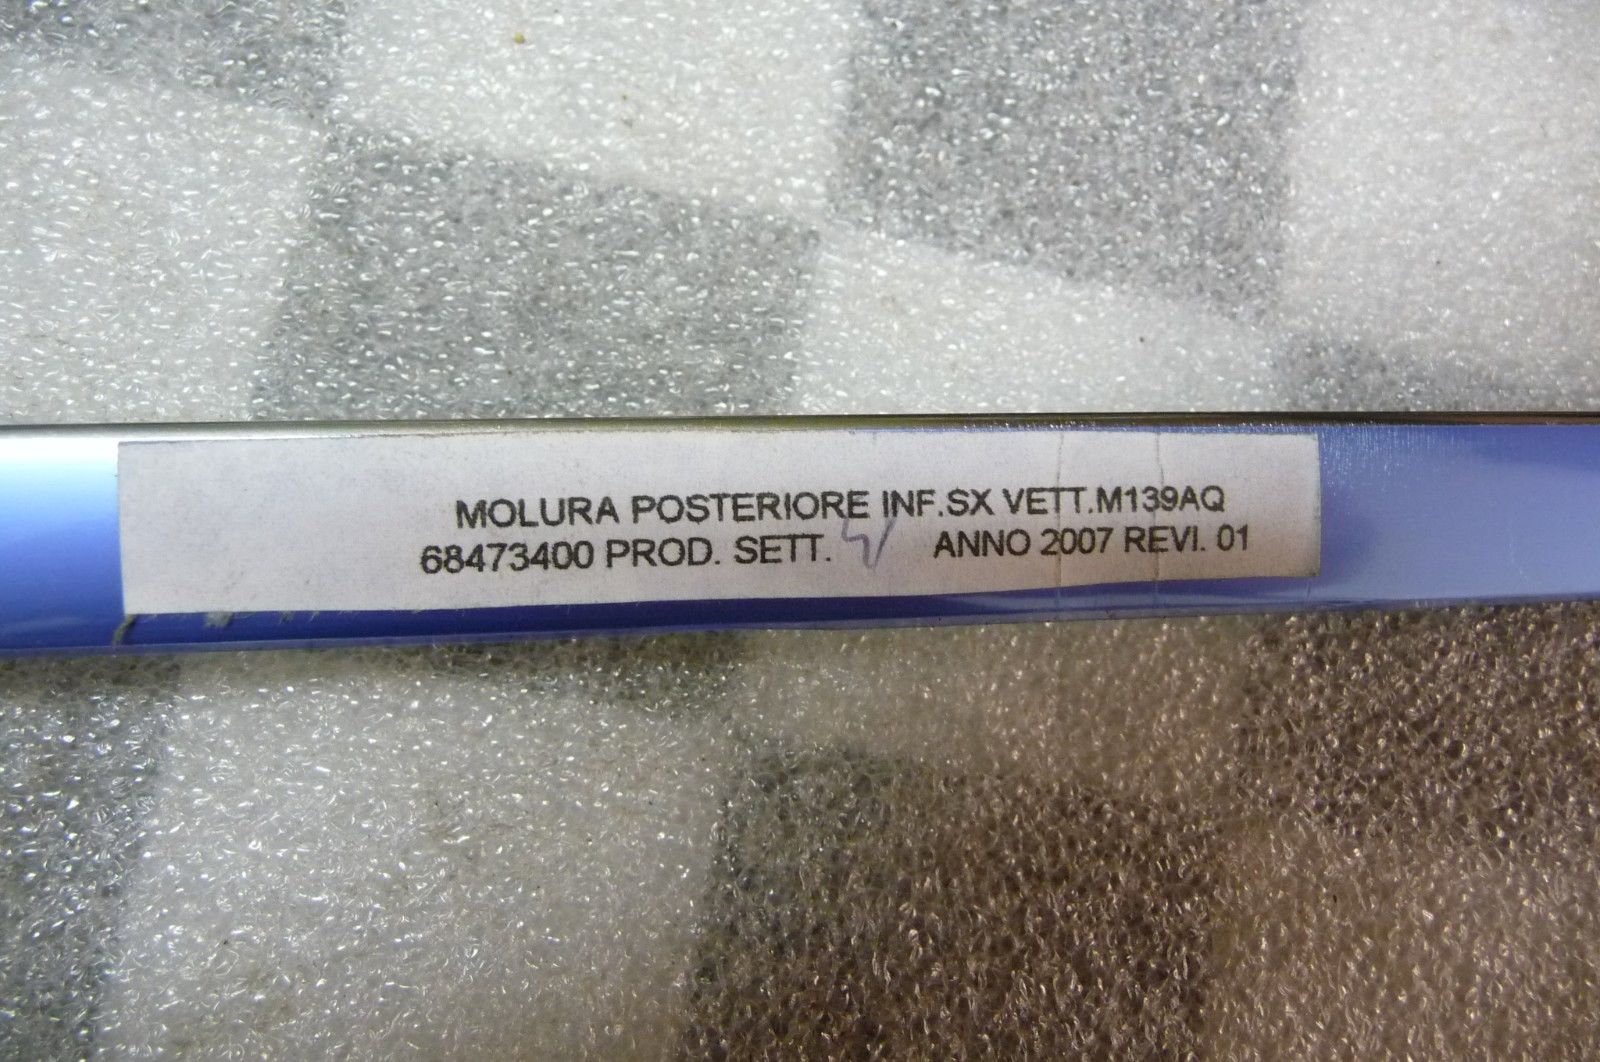 MOLURA POSTERIORE INF.SX VETT.M139AQ
68473400 PROD. SETT. ANNO 2007 REVI. 01